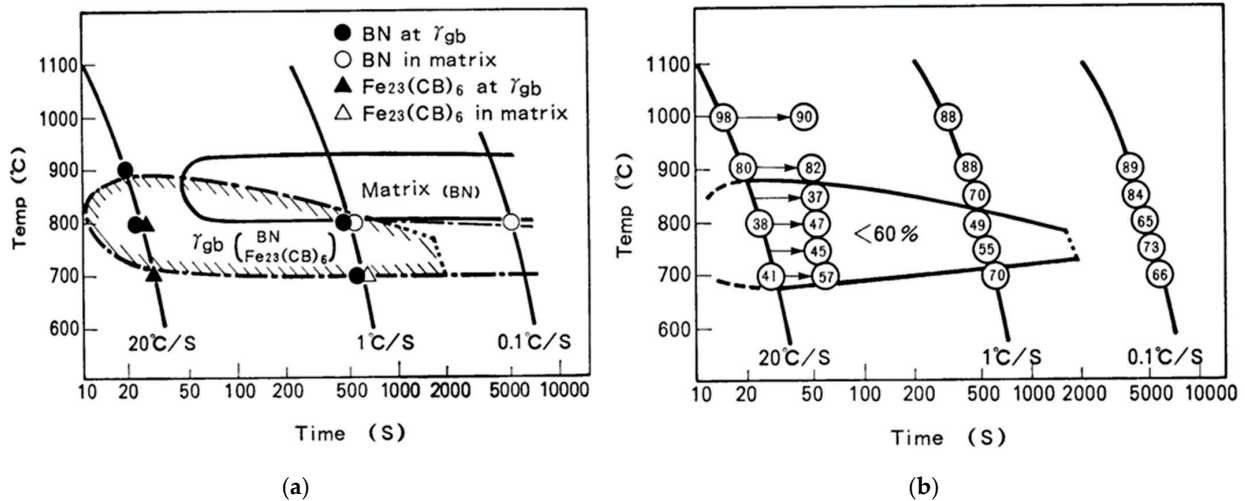 ● BN at γgb
○ BN in matrix
▲ Fe23(CB)6 at γgb
△ Fe23(CB)6 in matrix
Temp (℃)
1100
1000
900
800
700
600
Matrix (BN)
γgb ( BN
Fe23(CB)6 )
20℃/S
1℃/S
0.1℃/S
10 20 50 100 200 500 1000 2000 5000 10000
Time (S)
(a)
Temp (℃)
1100
1000
900
800
700
600
98 90 88
80 82 88 89
37 70 84
38 47 49 65
45 55 73
41 57 70 66
<60%
20℃/S
1℃/S
0.1℃/S
10 20 50 100 200 500 1000 2000 5000 10000
Time (S)
(b)